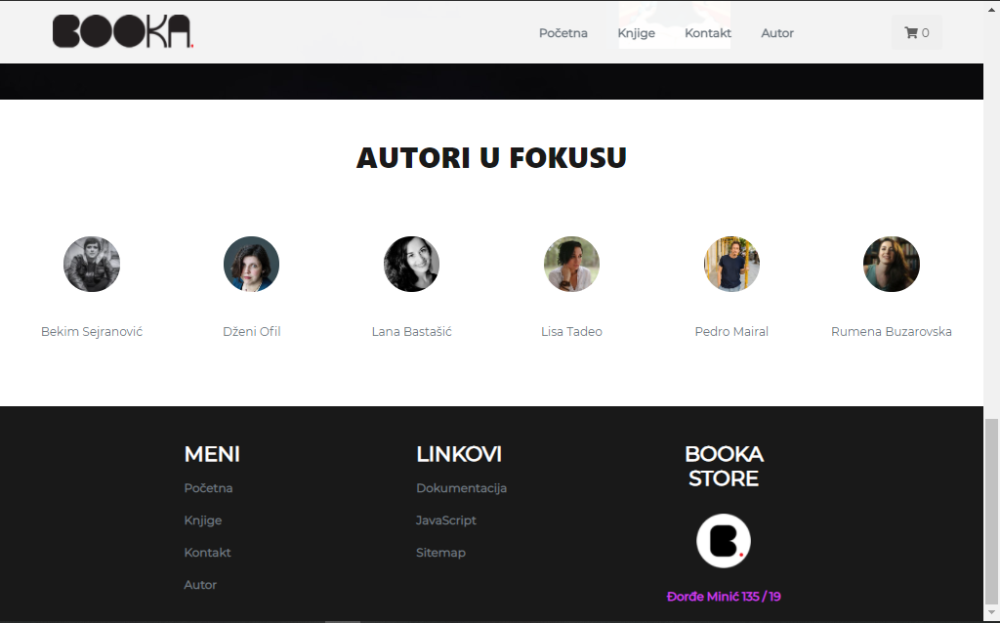 BOOKA.
Početna Knjige Kontakt Autor 0
AUTORI U FOKUSU
Bekim Sejranović Dženi Ofil Lana Bastašić Lisa Tadeo Pedro Mairal Rumena Buzarovska
MENI
Početna
Knjige
Kontakt
Autor
LINKOVI
Dokumentacija
JavaScript
Sitemap
BOOKA
STORE
B.
Đorđe Minić 135 / 19